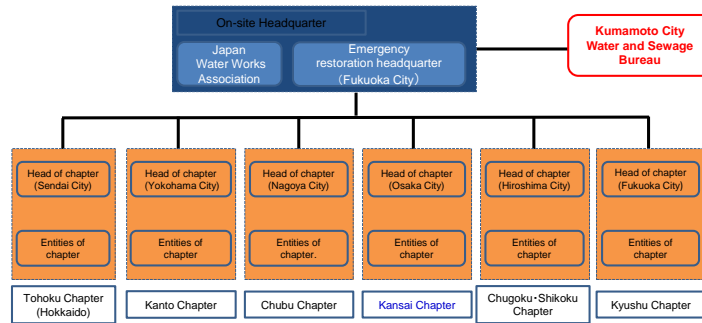 On-site Headquarter
Japan
Water Works
Association
Emergency
restoration headquarter
(Fukuoka City)
Kumamoto City
Water and Sewage
Bureau
Head of chapter
(Sendai City)
Head of chapter
(Yokohama City)
Head of chapter
(Nagoya City)
Head of chapter
(Osaka City)
Head of chapter
(Hiroshima City)
Head of chapter
(Fukuoka City)
Entities of
chapter
Entities of
chapter
Entities of
chapter.
Entities of
chapter
Entities of
chapter
Entities of
chapter
Tohoku Chapter
(Hokkaido)
Kanto Chapter
Chubu Chapter
Kansai Chapter
Chugoku・Shikoku
Chapter
Kyushu Chapter